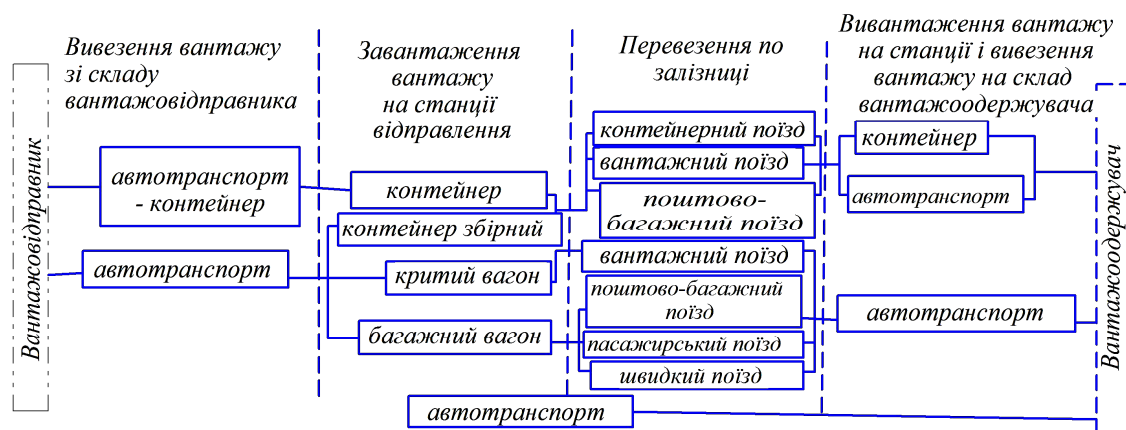 Вантажовідправник
Вивезення вантажу
зі складу
вантажовідправника
автотранспорт
- контейнер
автотранспорт
Завантаження
вантажу
на станції
відправлення
контейнер
контейнер збірний
критий вагон
багажний вагон
Перевезення по
залізниці
контейнерний поїзд
вантажний поїзд
поштово-
багажний поїзд
вантажний поїзд
поштово-багажний
поїзд
пасажирський поїзд
швидкий поїзд
автотранспорт
Вивантаження вантажу
на станції і вивезення
вантажу на склад
вантажоодержувача
контейнер
автотранспорт
автотранспорт
Вантажоодержувач